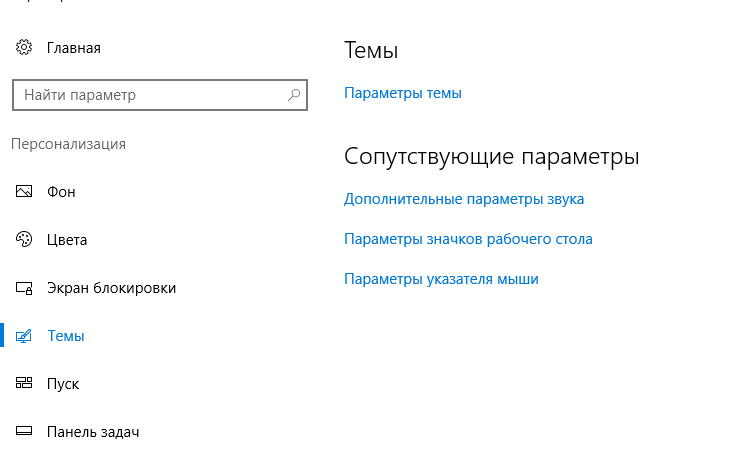 Главная
Найти параметр
Персонализация
Фон
Цвета
Экран блокировки
Темы
Пуск
Панель задач
Темы
Параметры темы
Сопутствующие параметры
Дополнительные параметры звука
Параметры значков рабочего стола
Параметры указателя мыши